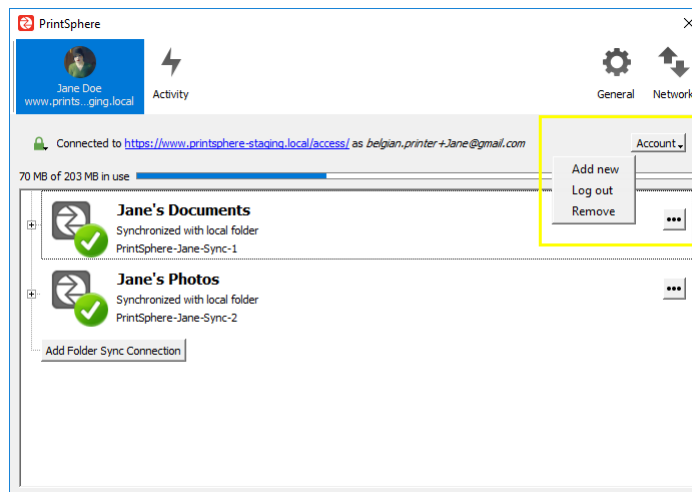 PrintSphere
Jane Doe
www.prints...ging.local
Activity
General
Network
Connected to https://www.printsphere-staging.local/access/ as belgian.printer+Jane@gmail.com
Account
Add new
Log out
Remove
70 MB of 203 MB in use
Jane's Documents
Synchronized with local folder
PrintSphere-Jane-Sync-1
Jane's Photos
Synchronized with local folder
PrintSphere-Jane-Sync-2
Add Folder Sync Connection